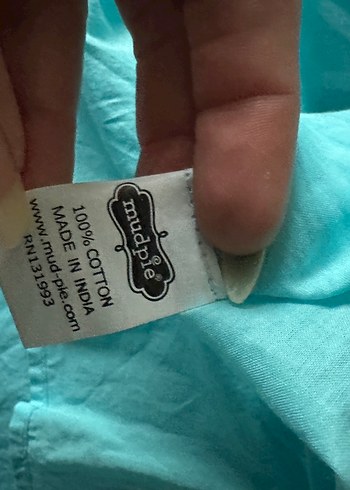 mudpie®
100% COTTON
MADE IN INDIA
www.mud-pie.com
RN131993